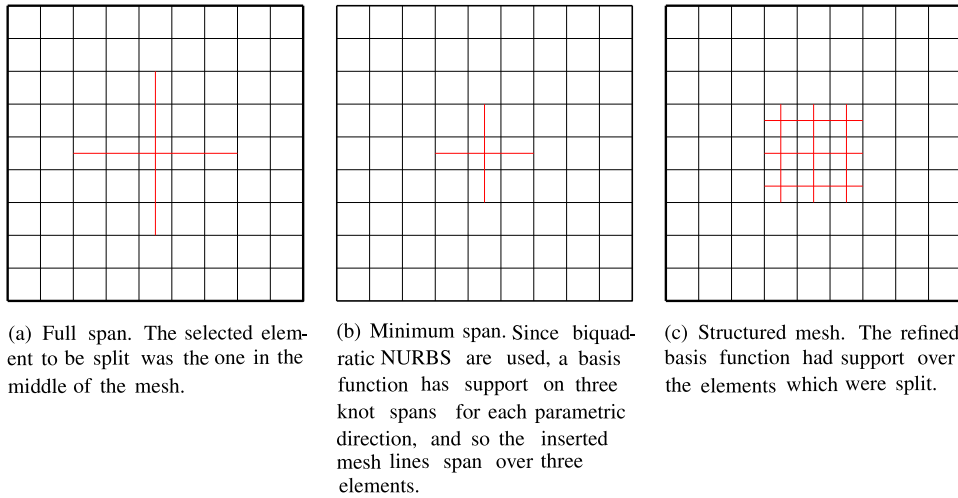 (a) Full span. The selected elem-
ent to be split was the one in the
middle of the mesh.
(b) Minimum span. Since biquad-
ratic NURBS are used, a basis
function has support on three
knot spans for each parametric
direction, and so the inserted
mesh lines span over three
elements.
(c) Structured mesh. The refined
basis function had support over
the elements which were split.